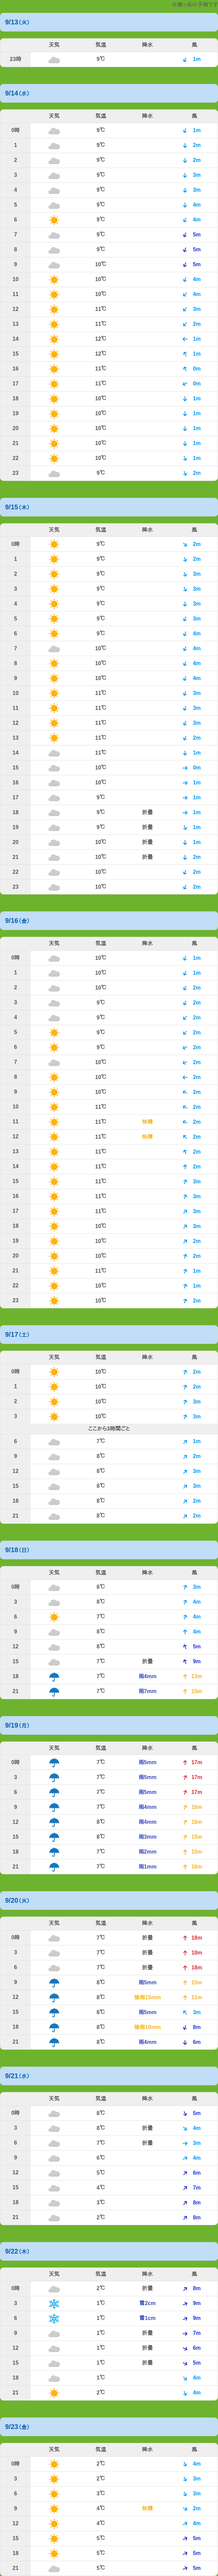 ※麓&低の予報です
9/13(火)
天気 気温 降水 風
23時 9℃ 1m
9/14(水)
天気 気温 降水 風
0時 9℃ 1m
1 9℃ 2m
2 9℃ 2m
3 9℃ 3m
4 9℃ 3m
5 9℃ 4m
6 9℃ 4m
7 9℃ 5m
8 9℃ 5m
9 10℃ 5m
10 10℃ 4m
11 10℃ 4m
12 11℃ 3m
13 11℃ 2m
14 12℃ 1m
15 12℃ 1m
16 11℃ 0m
17 11℃ 0m
18 10℃ 1m
19 10℃ 1m
20 10℃ 1m
21 10℃ 1m
22 10℃ 1m
23 9℃ 2m
9/15(木)
天気 気温 降水 風
0時 9℃ 2m
1 9℃ 2m
2 9℃ 3m
3 9℃ 3m
4 9℃ 3m
5 9℃ 3m
6 9℃ 4m
7 10℃ 4m
8 10℃ 4m
9 10℃ 4m
10 11℃ 3m
11 11℃ 3m
12 11℃ 3m
13 11℃ 2m
14 11℃ 1m
15 10℃ 0m
16 10℃ 1m
17 9℃ 1m
18 9℃ 折畳 1m
19 9℃ 折畳 1m
20 10℃ 折畳 1m
21 10℃ 折畳 2m
22 10℃ 2m
23 10℃ 2m
9/16(金)
天気 気温 降水 風
0時 10℃ 1m
1 10℃ 1m
2 10℃ 2m
3 9℃ 2m
4 9℃ 2m
5 9℃ 2m
6 9℃ 2m
7 10℃ 2m
8 10℃ 2m
9 10℃ 2m
10 11℃ 2m
11 11℃ 快適 2m
12 11℃ 快適 2m
13 11℃ 2m
14 11℃ 2m
15 11℃ 3m
16 11℃ 3m
17 11℃ 3m
18 10℃ 3m
19 10℃ 2m
20 10℃ 2m
21 11℃ 1m
22 11℃ 1m
23 10℃ 2m
9/17(土)
天気 気温 降水 風
0時 10℃ 2m
1 10℃ 2m
2 10℃ 3m
3 10℃ 3m
ここから3時間ごと
6 7℃ 1m
9 8℃ 2m
12 8℃ 3m
15 8℃ 3m
18 8℃ 2m
21 8℃ 2m
9/18(日)
天気 気温 降水 風
0時 8℃ 3m
3 8℃ 4m
6 7℃ 4m
9 8℃ 4m
12 8℃ 5m
15 7℃ 折畳 9m
18 7℃ 雨4mm
21 7℃ 雨7mm
9/19(月)
天気 気温 降水 風
0時 7℃ 雨5mm 17m
3 7℃ 雨5mm 17m
6 7℃ 雨5mm 17m
9 7℃ 雨4mm 16m
12 8℃ 雨4mm 16m
15 8℃ 雨3mm 15m
18 7℃ 雨2mm 15m
21 7℃ 雨1mm 16m
9/20(火)
天気 気温 降水 風
0時 7℃ 折畳 18m
3 7℃ 折畳 18m
6 7℃ 折畳 18m
9 8℃ 雨5mm 15m
12 8℃ 強雨15mm 11m
15 8℃ 雨5mm 3m
18 8℃ 強雨10mm 8m
21 8℃ 雨4mm 6m
9/21(水)
天気 気温 降水 風
0時 8℃ 5m
3 8℃ 折畳 4m
6 7℃ 折畳 3m
9 6℃ 4m
12 5℃ 6m
15 4℃ 7m
18 3℃ 8m
21 2℃ 8m
9/22(木)
天気 気温 降水 風
0時 2℃ 折畳 8m
3 1℃ 雪2cm 9m
6 1℃ 雪1cm 9m
9 1℃ 折畳 7m
12 1℃ 折畳 6m
15 1℃ 折畳 5m
18 1℃ 4m
21 2℃ 4m
9/23(金)
天気 気温 降水 風
0時 2℃ 4m
3 2℃ 3m
6 3℃ 3m
9 4℃ 快適 2m
12 4℃ 4m
15 5℃ 5m
18 5℃ 5m
21 5℃ 5m